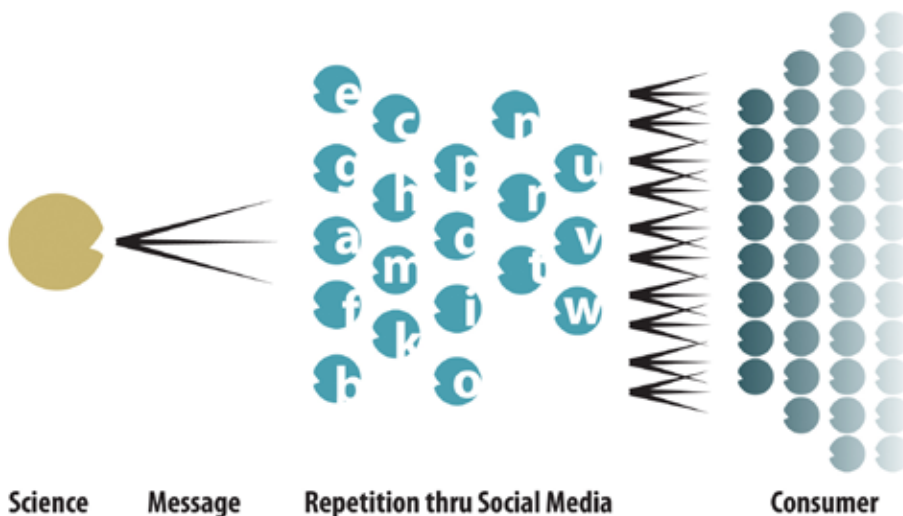 e
c
n
g
p
u
h
r
a
d
v
m
t
f
i
w
k
b
o
Science Message Repetition thru Social Media Consumer